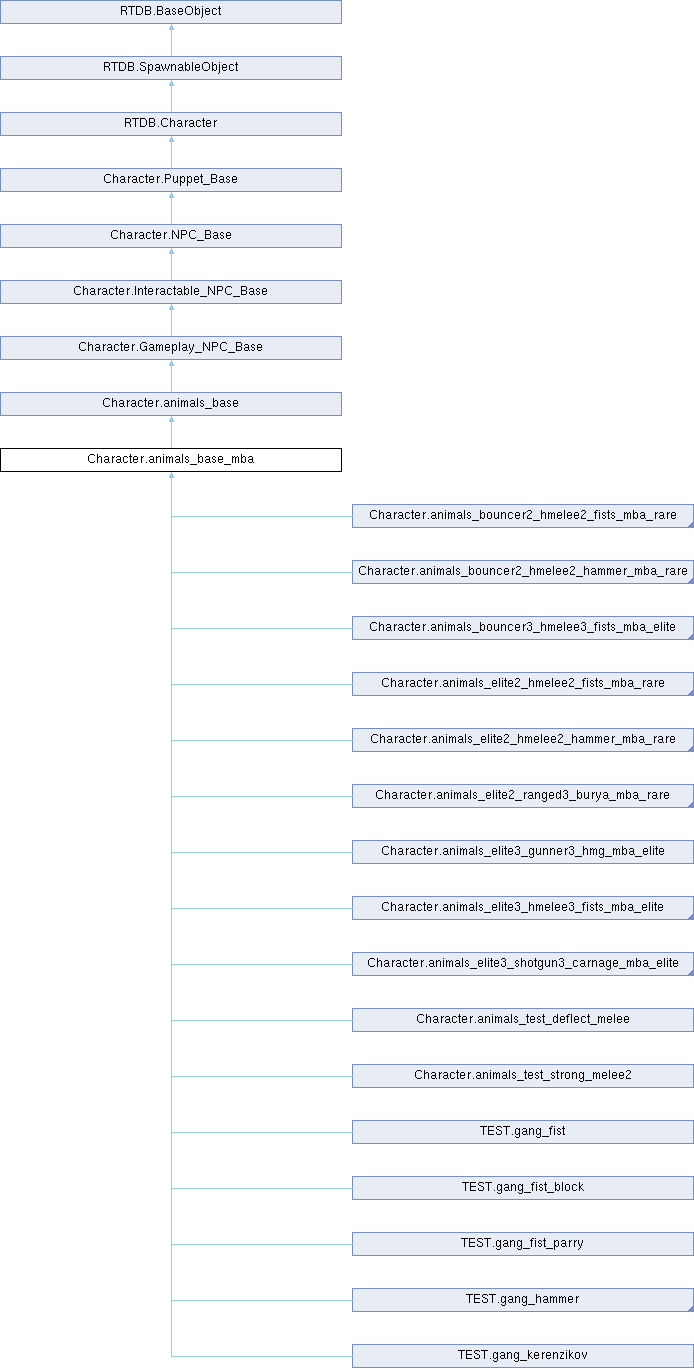 RTDB.BaseObject
RTDB.SpawnableObject
RTDB.Character
Character.Puppet_Base
Character.NPC_Base
Character.Interactable_NPC_Base
Character.Gameplay_NPC_Base
Character.animals_base
Character.animals_base_mba
Character.animals_bouncer2_hmelee2_fists_mba_rare
Character.animals_bouncer2_hmelee2_hammer_mba_rare
Character.animals_bouncer3_hmelee3_fists_mba_elite
Character.animals_elite2_hmelee2_fists_mba_rare
Character.animals_elite2_hmelee2_hammer_mba_rare
Character.animals_elite2_ranged3_burya_mba_rare
Character.animals_elite3_gunner3_hmg_mba_elite
Character.animals_elite3_hmelee3_fists_mba_elite
Character.animals_elite3_shotgun3_carnage_mba_elite
Character.animals_test_deflect_melee
Character.animals_test_strong_melee2
TEST.gang_fist
TEST.gang_fist_block
TEST.gang_fist_parry
TEST.gang_hammer
TEST.gang_kerenzikov